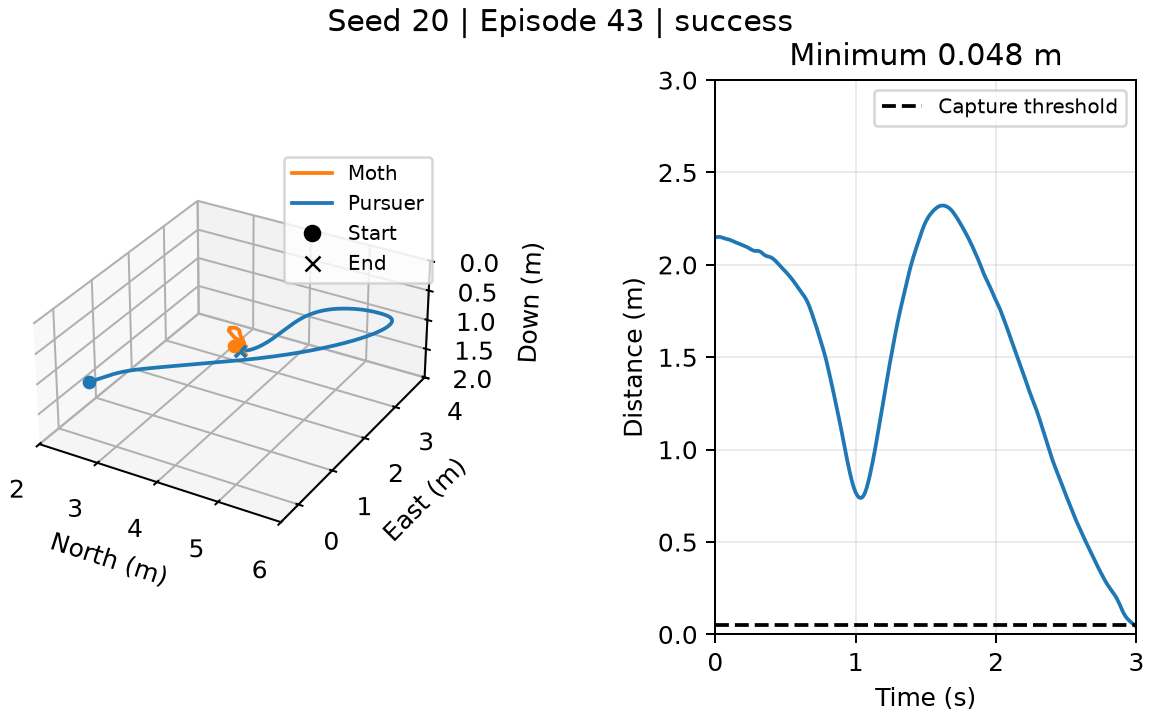 Seed 20 | Episode 43 | success
Moth
Pursuer
Start
End
0.0
0.5
1.0
1.5
2.0
Down (m)
4
3
2
1
0
East (m)
2
3
4
5
6
North (m)
Minimum 0.048 m
Capture threshold
3.0
2.5
2.0
1.5
1.0
0.5
0.0
Distance (m)
0
1
2
3
Time (s)